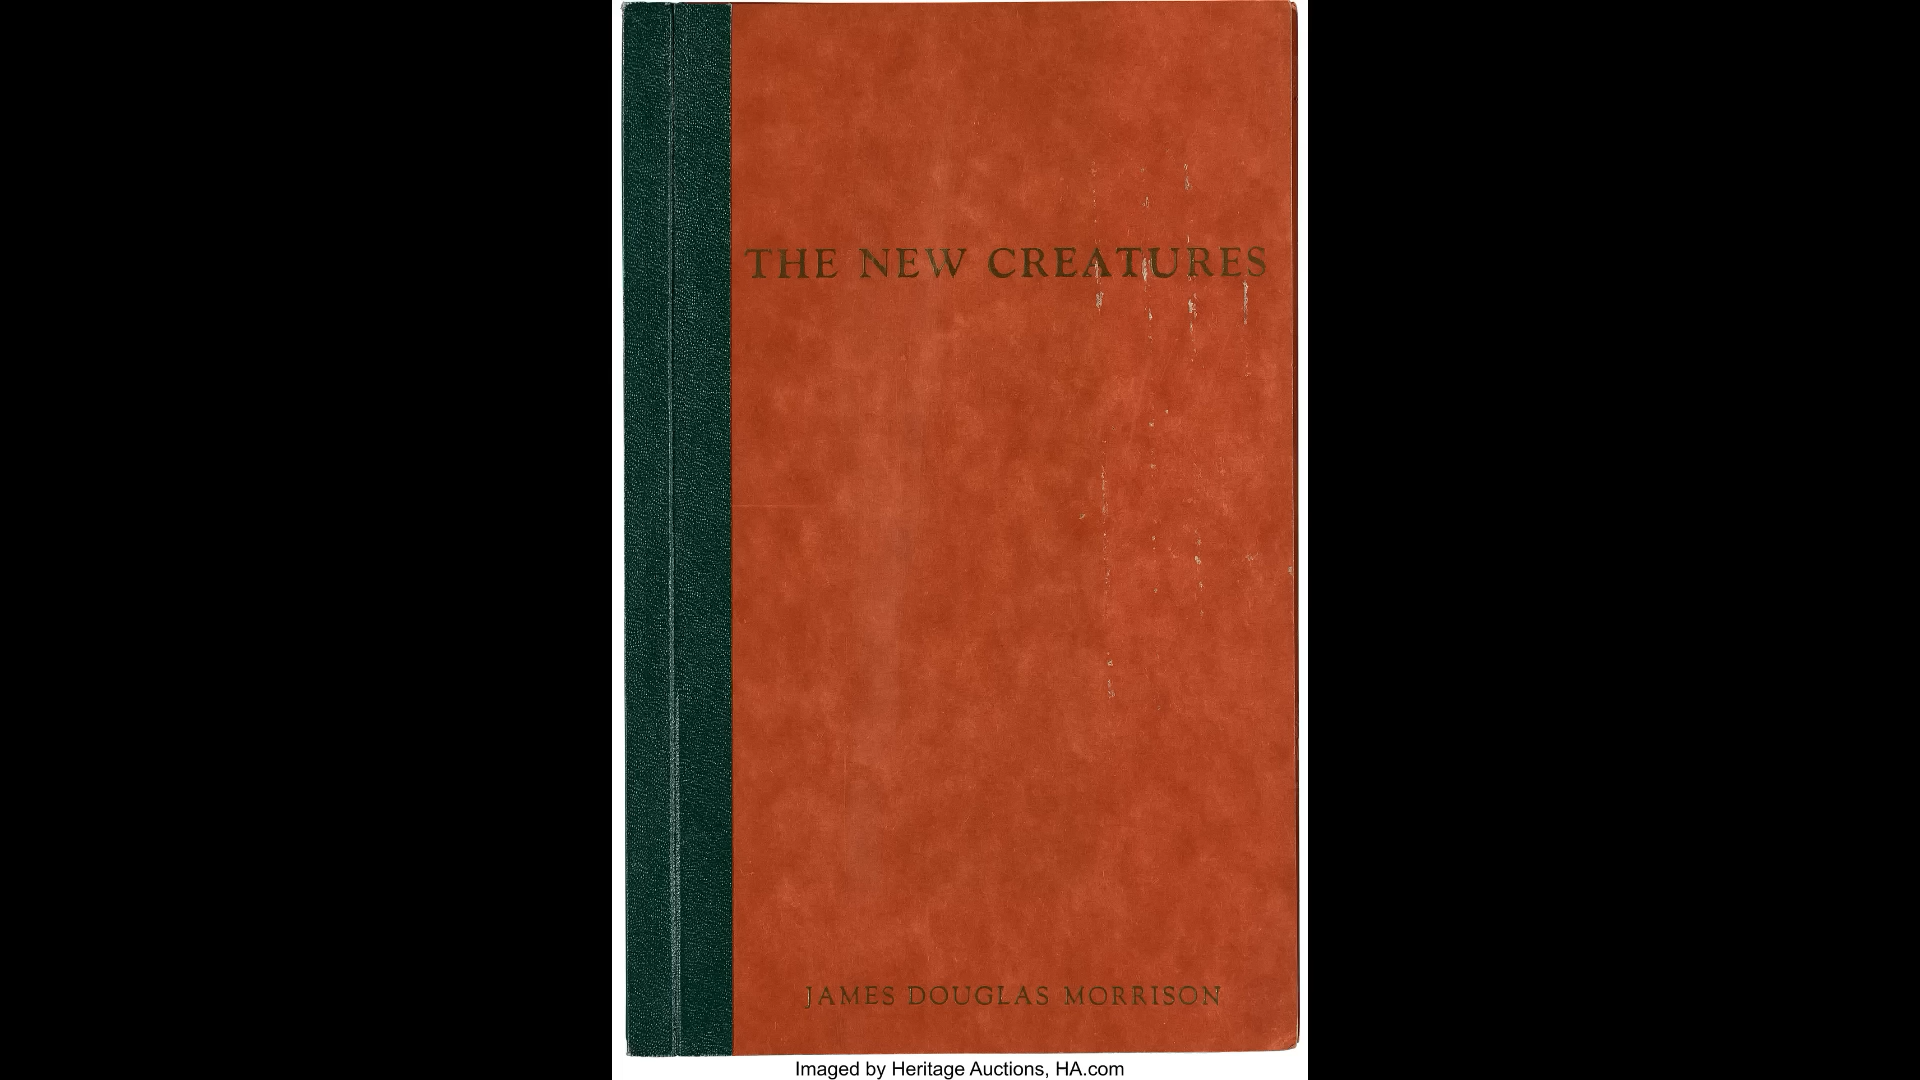 THE NEW CREATURES
JAMES DOUGLAS MORRISON
Imaged by Heritage Auctions, HA.com